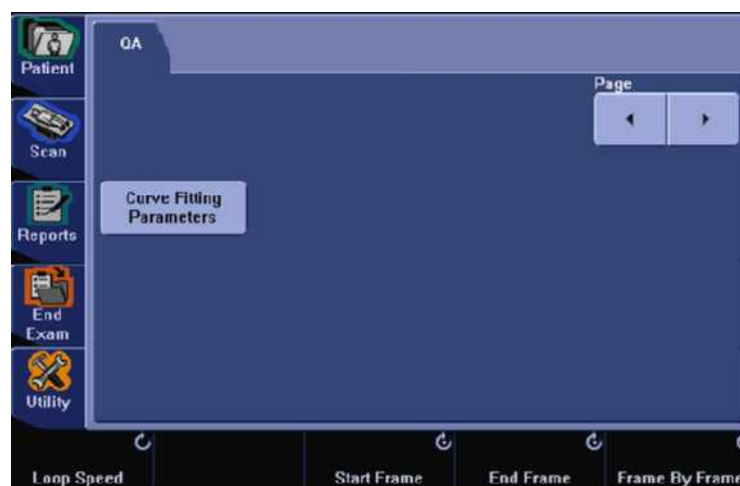 Patient
QA
Page
Scan
Curve Fitting
Parameters
Reports
End
Exam
Utility
Loop Speed
Start Frame
End Frame
Frame By Frame